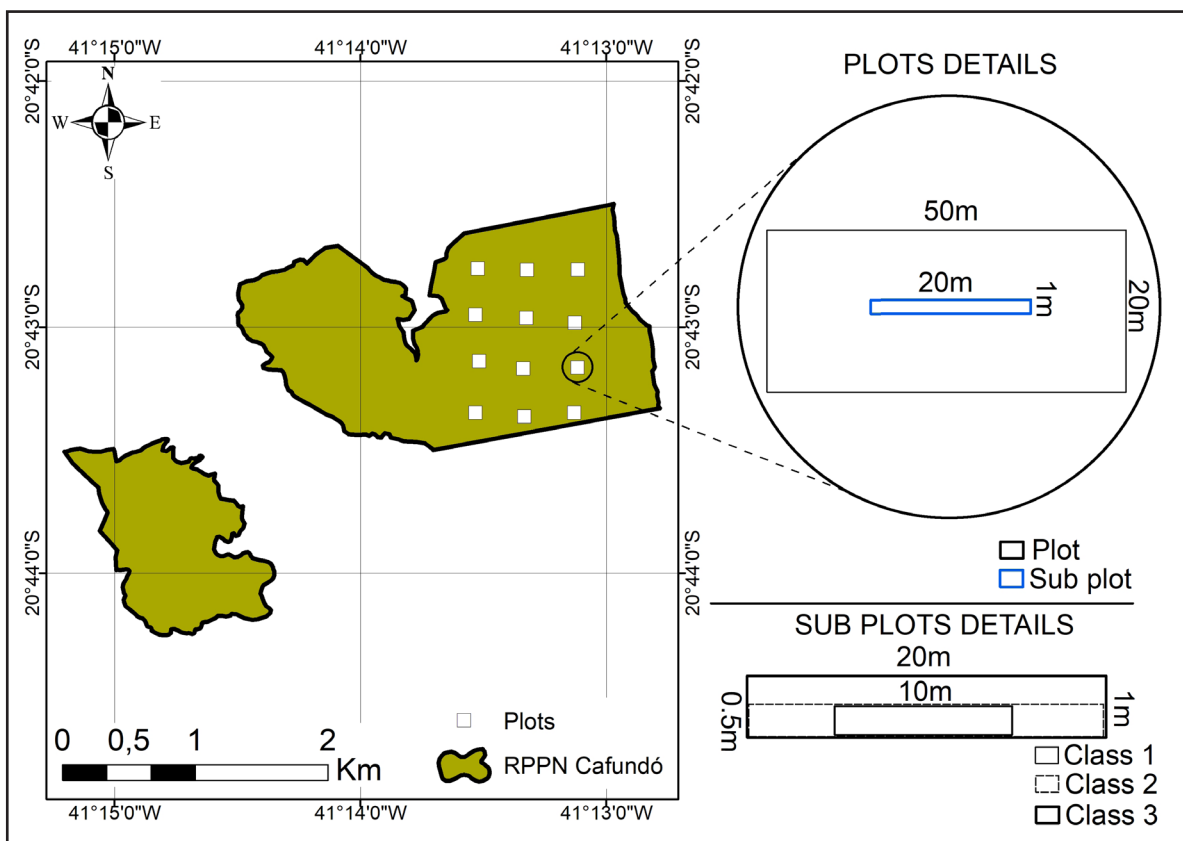 41°15'0"W 41°14'0"W 41°13'0"W
20°42'0"S
20°42'0"S
N
W
E
S
20°43'0"S
20°43'0"S
20°44'0"S
20°44'0"S
0 0,5 1 2
Km
Plots
RPPN Cafundó
41°15'0"W 41°14'0"W 41°13'0"W
PLOTS DETAILS
50m
20m
1m
20m
Plot
Sub plot
SUB PLOTS DETAILS
20m
10m
0.5m
1m
Class 1
Class 2
Class 3